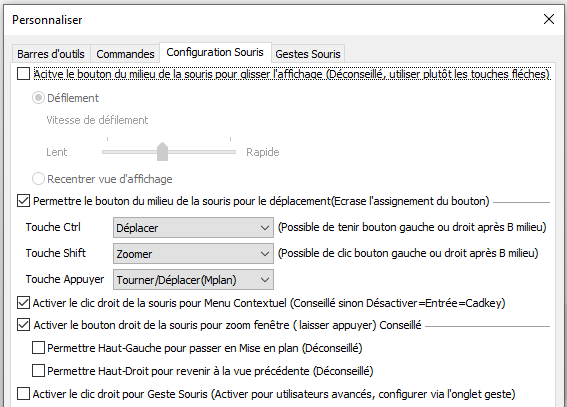 Personnaliser
Barres d'outils Commandes Configuration Souris Gestes Souris
Acitve le bouton du milieu de la souris pour glisser l'affichage (Déconseillé, utiliser plutôt les touches fléches)
Défilement
Vitesse de défilement
Lent Rapide
Recentrer vue d'affichage
Permettre le bouton du milieu de la souris pour le déplacement(Ecrase l'assignement du bouton)
Touche Ctrl Déplacer (Possible de tenir bouton gauche ou droit après B milieu)
Touche Shift Zoomer (Possible de clic bouton gauche ou droit après B milieu)
Touche Appuyer Tourner/Déplacer(Mplan)
Activer le clic droit de la souris pour Menu Contextuel (Conseillé sinon Désactiver=Entrée=Cadkey)
Activer le bouton droit de la souris pour zoom fenêtre ( laisser appuyer) Conseillé
Permettre Haut-Gauche pour passer en Mise en plan (Déconseillé)
Permettre Haut-Droit pour revenir à la vue précédente (Déconseillé)
Activer le clic droit pour Geste Souris (Activer pour utilisateurs avancés, configurer via l'onglet geste)